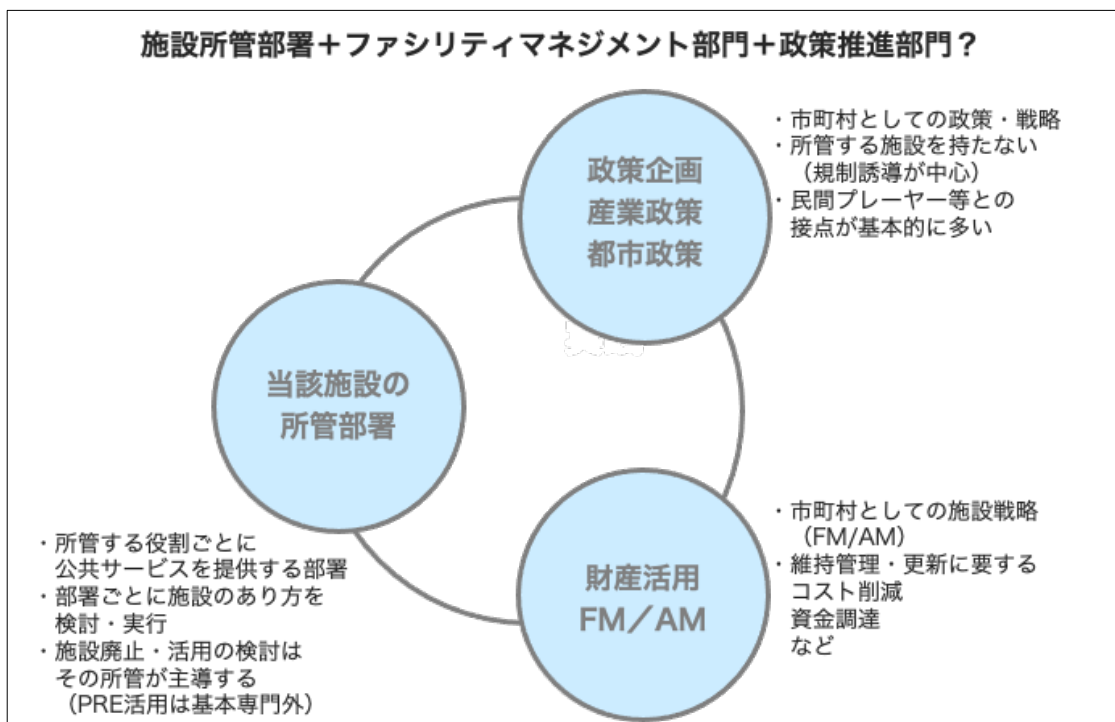 施設所管部署＋ファシリティマネジメント部門＋政策推進部門？
政策企画
産業政策
都市政策
・市町村としての政策・戦略
・所管する施設を持たない
（規制誘導が中心）
・民間プレーヤー等との
接点が基本的に多い
当該施設の
所管部署
・所管する役割ごとに
公共サービスを提供する部署
・部署ごとに施設のあり方を
検討・実行
・施設廃止・活用の検討は
その所管が主導する
（PRE活用は基本専門外）
財産活用
FM／AM
・市町村としての施設戦略
（FM/AM）
・維持管理・更新に要する
コスト削減
資金調達
など